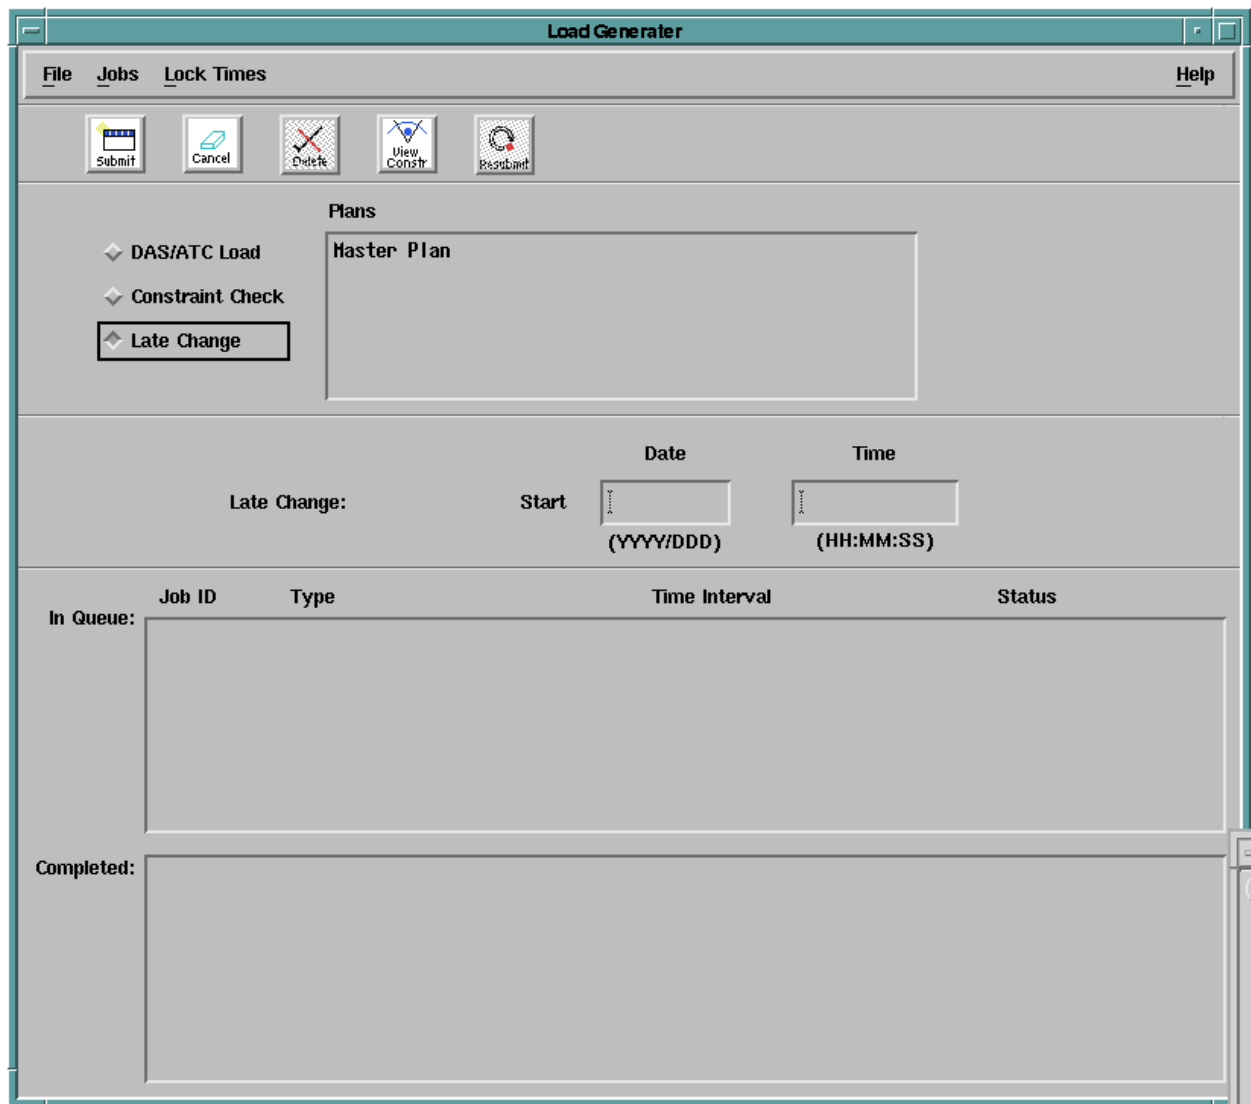 Load Generater
File Jobs Lock Times Help
Submit Cancel Delete View Constr Resubmit
Plans
DAS/ATC Load
Master Plan
Constraint Check
Late Change
Date Time
Late Change: Start
(YYYY/DDD) (HH:MM:SS)
Job ID Type Time Interval Status
In Queue:
Completed: